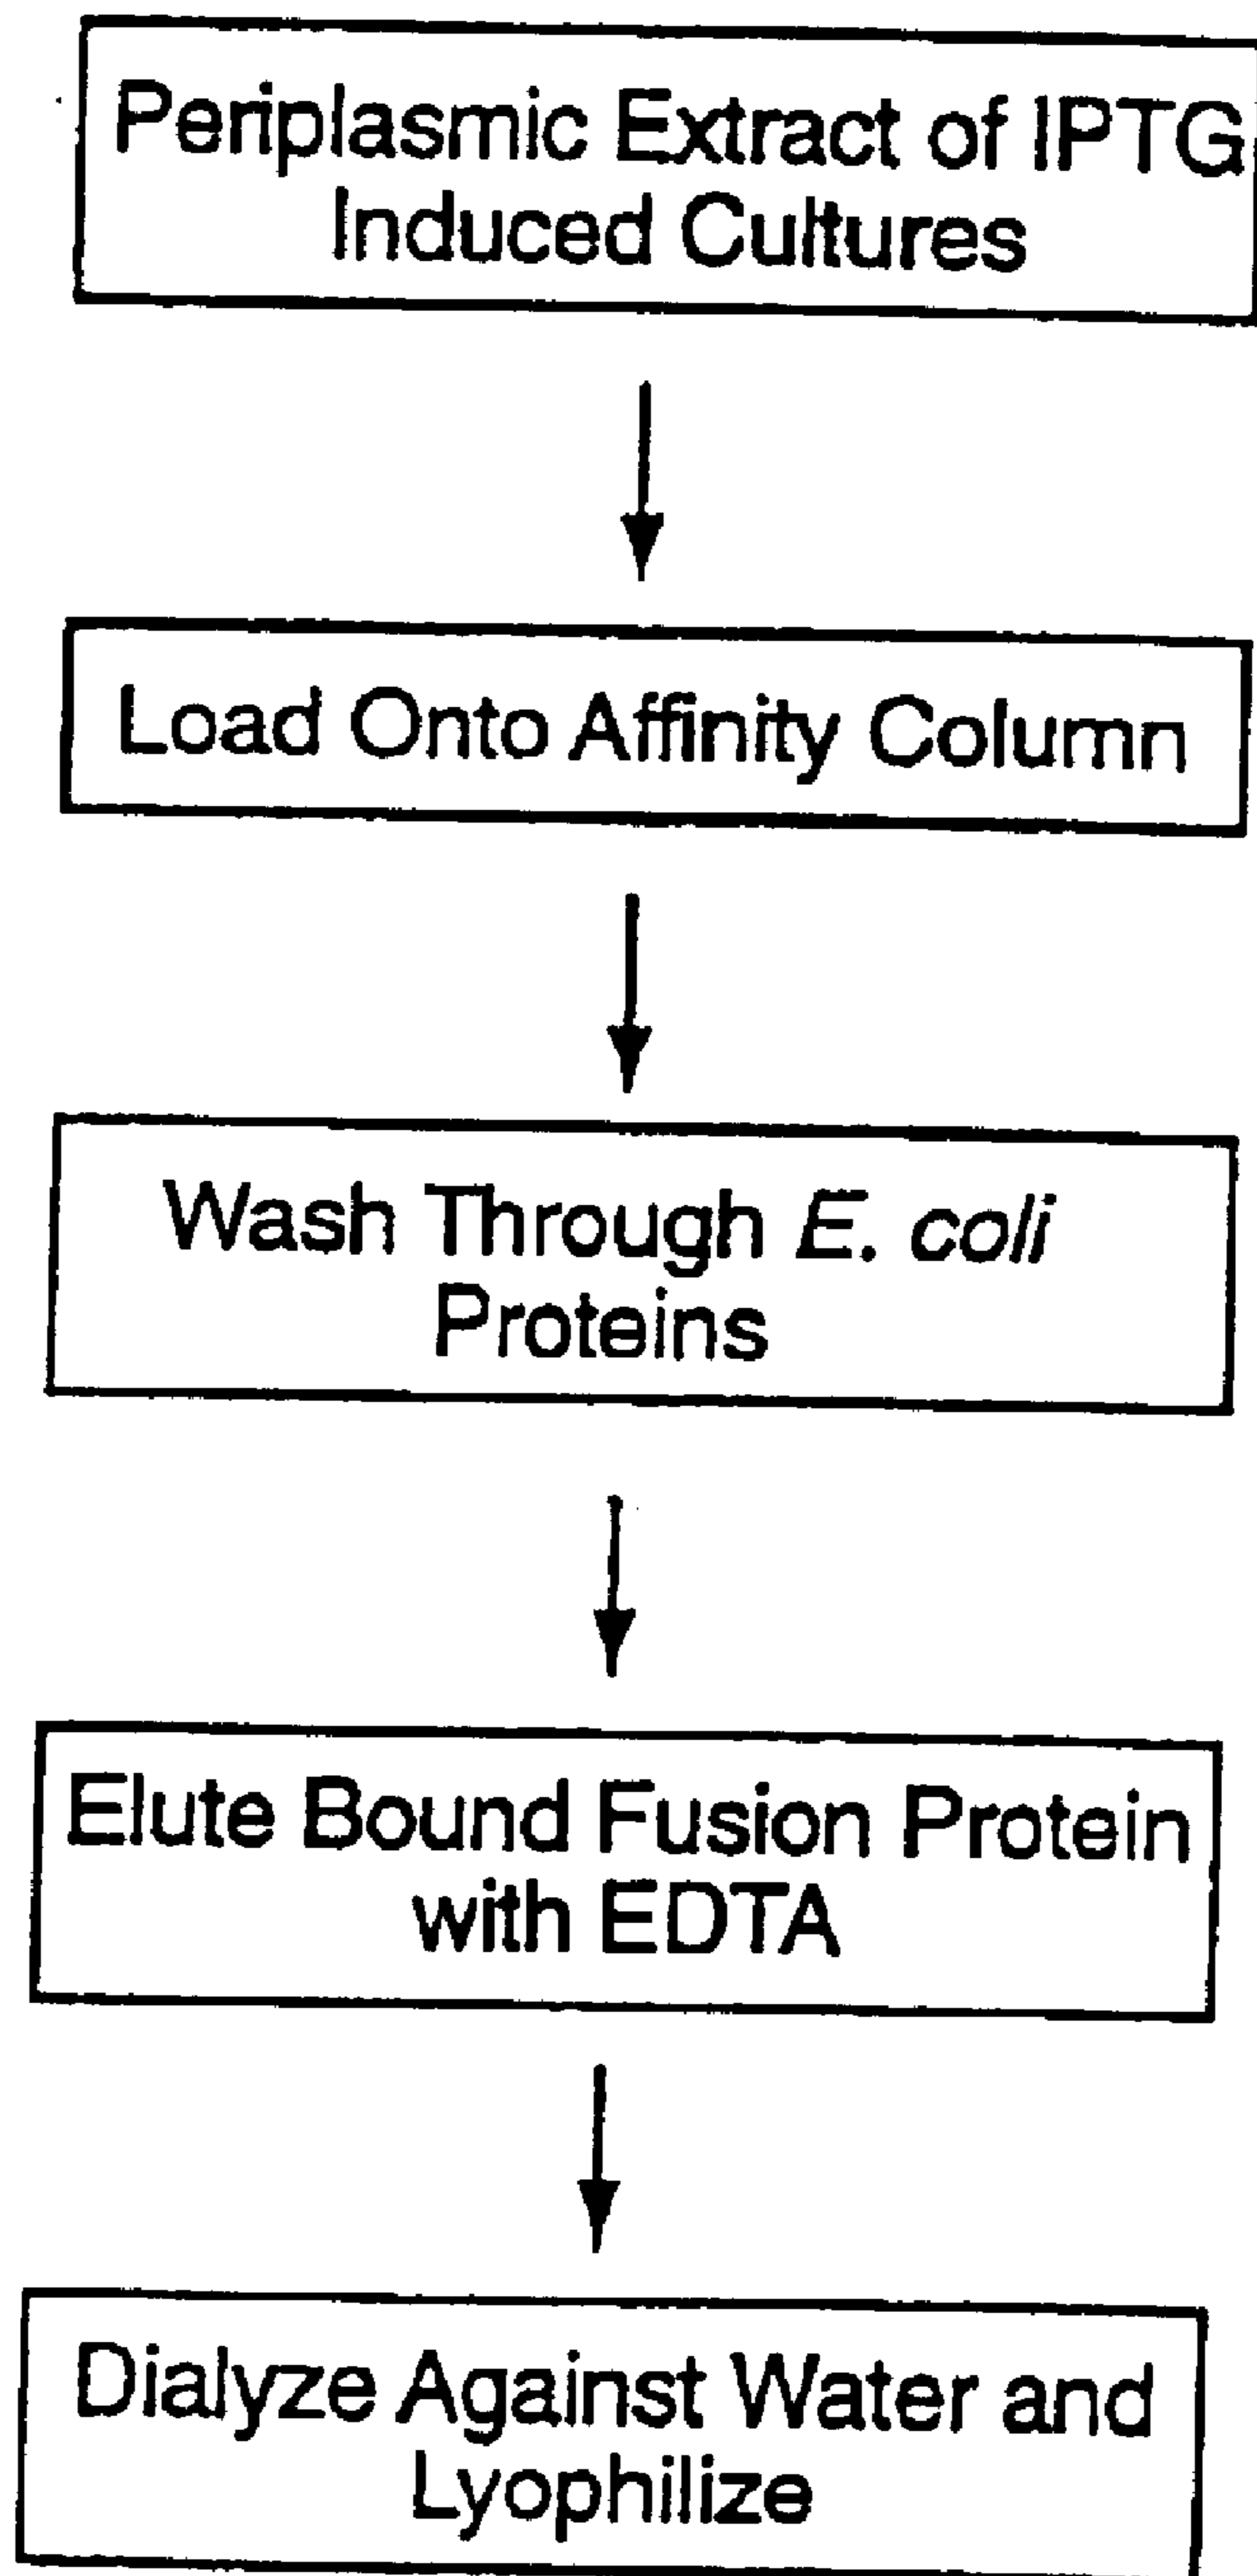 Periplasmic Extract of IPTG
Induced Cultures
Load Onto Affinity Column
Wash Through E. coli
Proteins
Elute Bound Fusion Protein
with EDTA
Dialyze Against Water and
Lyophilize